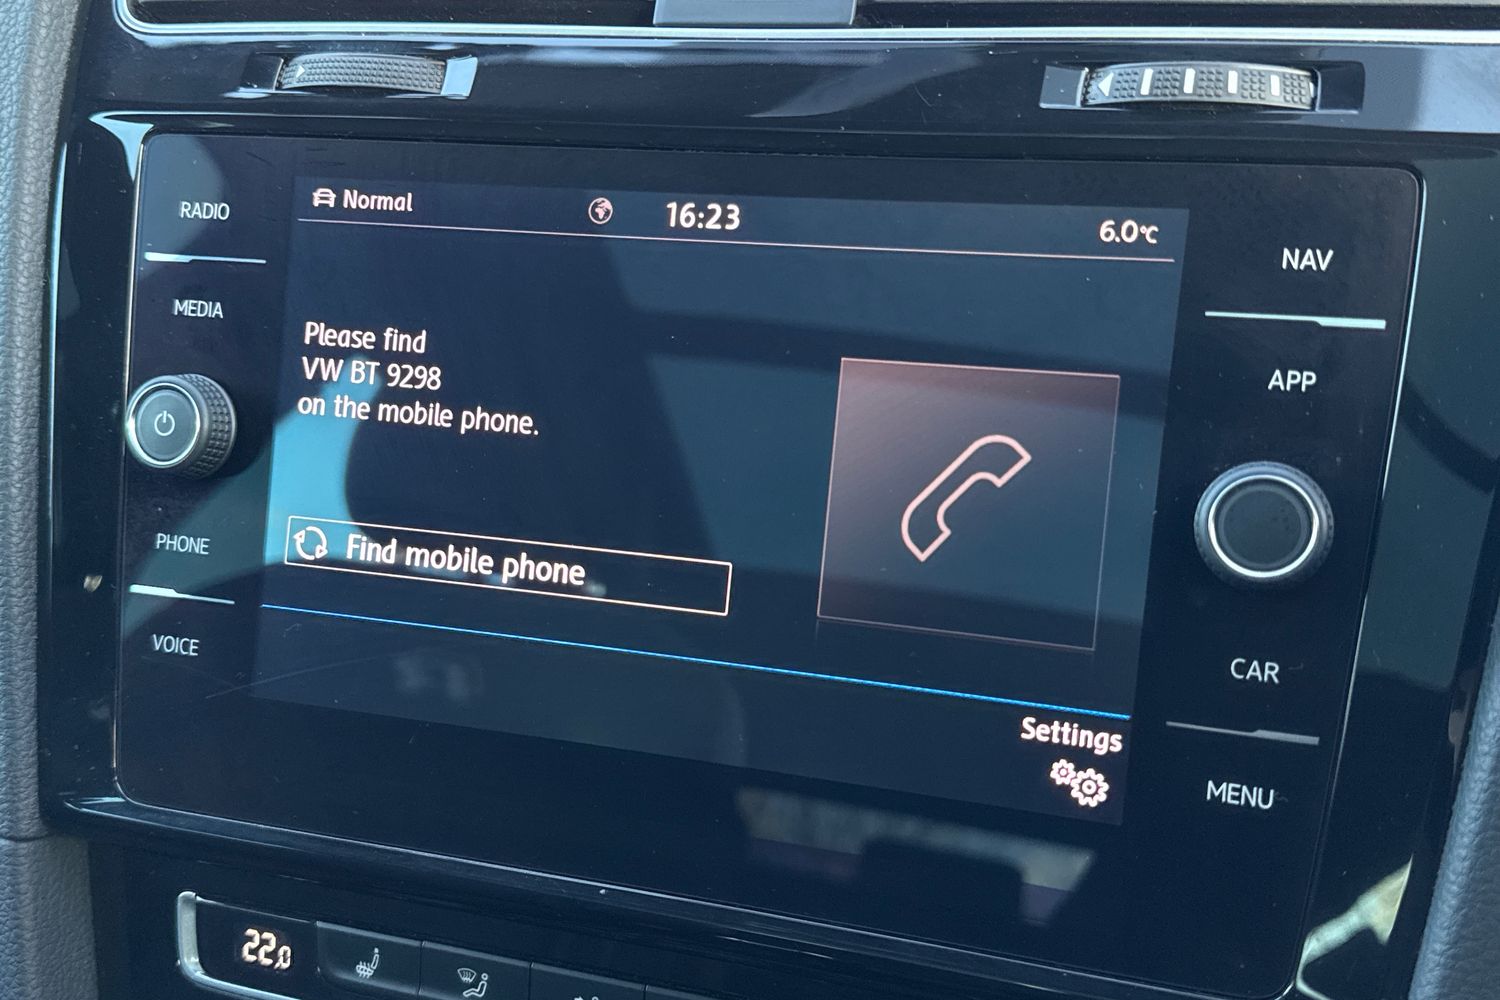 Normal
16:23
6.0°C
RADIO
MEDIA
PHONE
VOICE
Please find
VW BT 9298
on the mobile phone.
Find mobile phone
Settings
NAV
APP
CAR
MENU
22.0